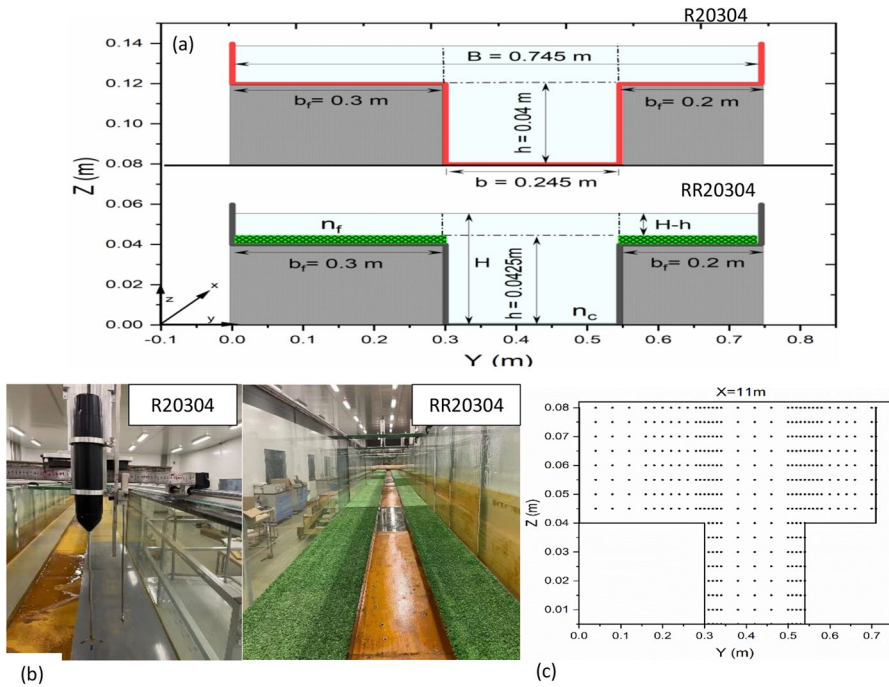 R20304
(a)
0.14
B = 0.745 m
0.12
b_f= 0.3 m
h = 0.04 m
b_f= 0.2 m
0.10
0.08
b = 0.245 m
RR20304
Z (m)
0.06
n_f
H-h
0.04
b_f= 0.3 m
H
h = 0.0425m
b_f= 0.2 m
0.02
z
x
y
n_c
0.00
-0.1 0.0 0.1 0.2 0.3 0.4 0.5 0.6 0.7 0.8
Y (m)
R20304
RR20304
(b)
X=11m
0.08
0.07
0.06
0.05
Z (m)
0.04
0.03
0.02
0.01
0.0 0.1 0.2 0.3 0.4 0.5 0.6 0.7
Y (m)
(c)